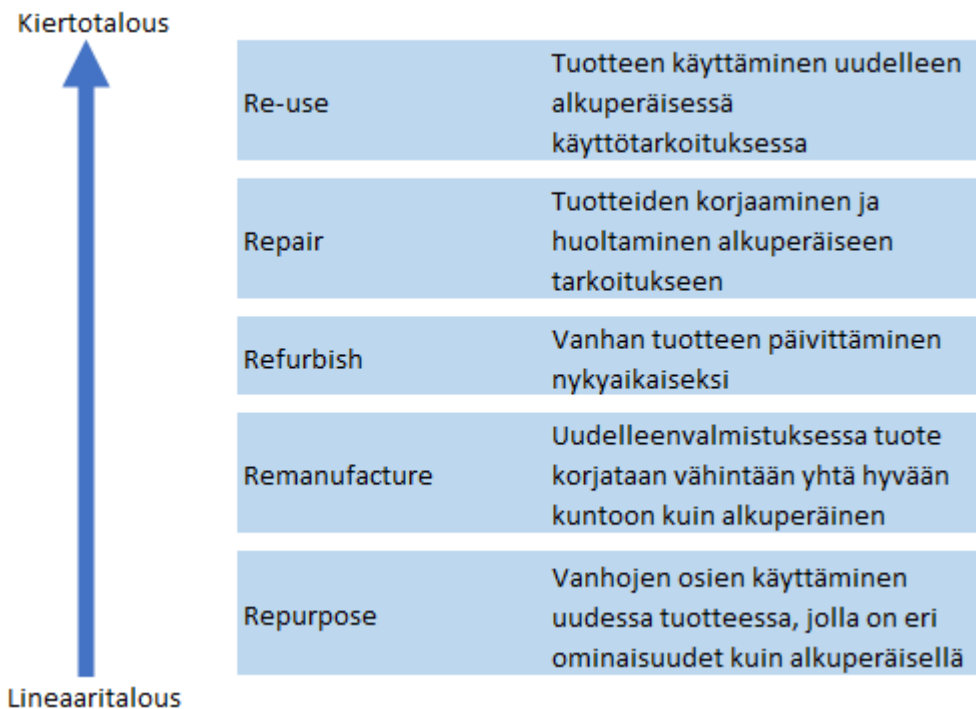 Kiertotalous
Re-use
Tuotteen käyttäminen uudelleen
alkuperäisessä
käyttötarkoituksessa
Repair
Tuotteiden korjaaminen ja
huoltaminen alkuperäiseen
tarkoitukseen
Refurbish
Vanhan tuotteen päivittäminen
nykyaikaiseksi
Remanufacture
Uudelleenvalmistuksessa tuote
korjataan vähintään yhtä hyvään
kuntoon kuin alkuperäinen
Repurpose
Vanhojen osien käyttäminen
uudessa tuotteessa, jolla on eri
ominaisuudet kuin alkuperäisellä
Lineaaritalous